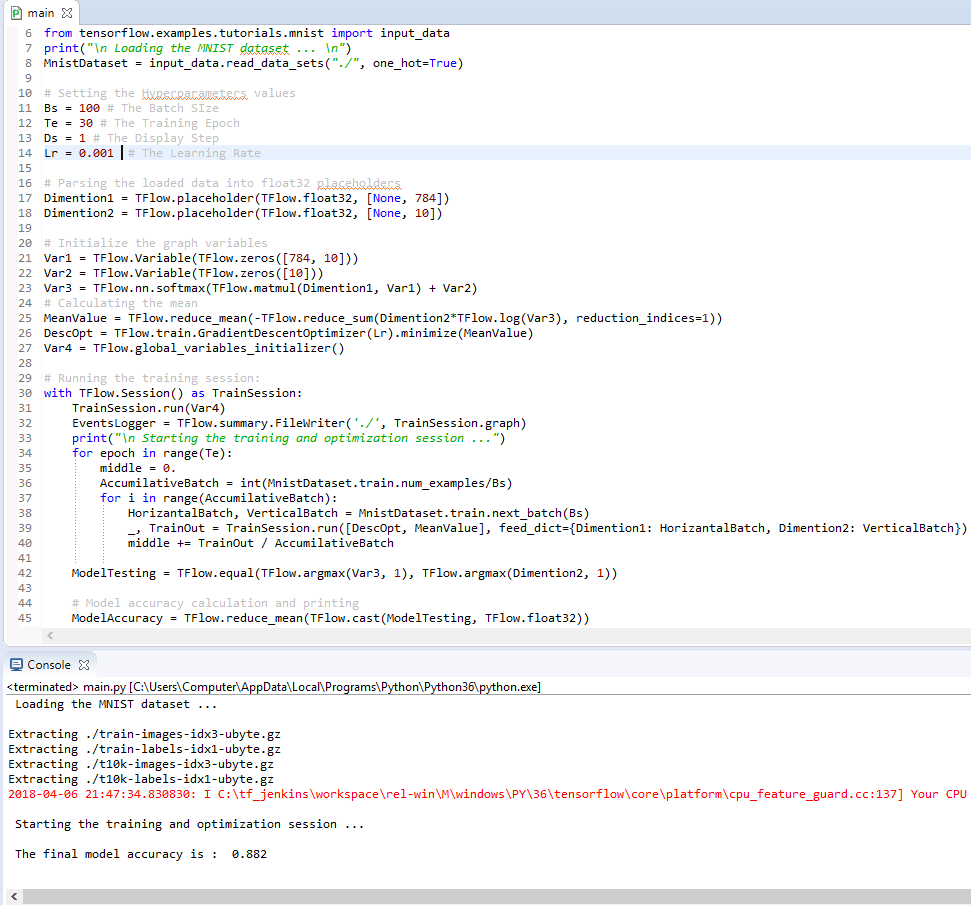 main
6 from tensorflow.examples.tutorials.mnist import input_data
7 print("\n Loading the MNIST dataset ... \n")
8 MnistDataset = input_data.read_data_sets("./", one_hot=True)
9
10 # Setting the Hyperparameters values
11 Bs = 100 # The Batch SIze
12 Te = 30 # The Training Epoch
13 Ds = 1 # The Display Step
14 Lr = 0.001 # The Learning Rate
15
16 # Parsing the loaded data into float32 placeholders
17 Dimention1 = TFlow.placeholder(TFlow.float32, [None, 784])
18 Dimention2 = TFlow.placeholder(TFlow.float32, [None, 10])
19
20 # Initialize the graph variables
21 Var1 = TFlow.Variable(TFlow.zeros([784, 10]))
22 Var2 = TFlow.Variable(TFlow.zeros([10]))
23 Var3 = TFlow.nn.softmax(TFlow.matmul(Dimention1, Var1) + Var2)
24 # Calculating the mean
25 MeanValue = TFlow.reduce_mean(-TFlow.reduce_sum(Dimention2*TFlow.log(Var3), reduction_indices=1))
26 DescOpt = TFlow.train.GradientDescentOptimizer(Lr).minimize(MeanValue)
27 Var4 = TFlow.global_variables_initializer()
28
29 # Running the training session:
30 with TFlow.Session() as TrainSession:
31 TrainSession.run(Var4)
32 EventsLogger = TFlow.summary.FileWriter('./', TrainSession.graph)
33 print("\n Starting the training and optimization session ...")
34 for epoch in range(Te):
35 middle = 0.
36 AccumilativeBatch = int(MnistDataset.train.num_examples/Bs)
37 for i in range(AccumilativeBatch):
38 HorizantalBatch, VerticalBatch = MnistDataset.train.next_batch(Bs)
39 _, TrainOut = TrainSession.run([DescOpt, MeanValue], feed_dict={Dimention1: HorizantalBatch, Dimention2: VerticalBatch})
40 middle += TrainOut / AccumilativeBatch
41
42 ModelTesting = TFlow.equal(TFlow.argmax(Var3, 1), TFlow.argmax(Dimention2, 1))
43
44 # Model accuracy calculation and printing
45 ModelAccuracy = TFlow.reduce_mean(TFlow.cast(ModelTesting, TFlow.float32))
Console
<terminated> main.py [C:\Users\Computer\AppData\Local\Programs\Python\Python36\python.exe]
Loading the MNIST dataset ...
Extracting ./train-images-idx3-ubyte.gz
Extracting ./train-labels-idx1-ubyte.gz
Extracting ./t10k-images-idx3-ubyte.gz
Extracting ./t10k-labels-idx1-ubyte.gz
2018-04-06 21:47:34.830830: I C:\tf_jenkins\workspace\rel-win\M\windows\PY\36\tensorflow\core\platform\cpu_feature_guard.cc:137] Your CPU
Starting the training and optimization session ...
The final model accuracy is : 0.882